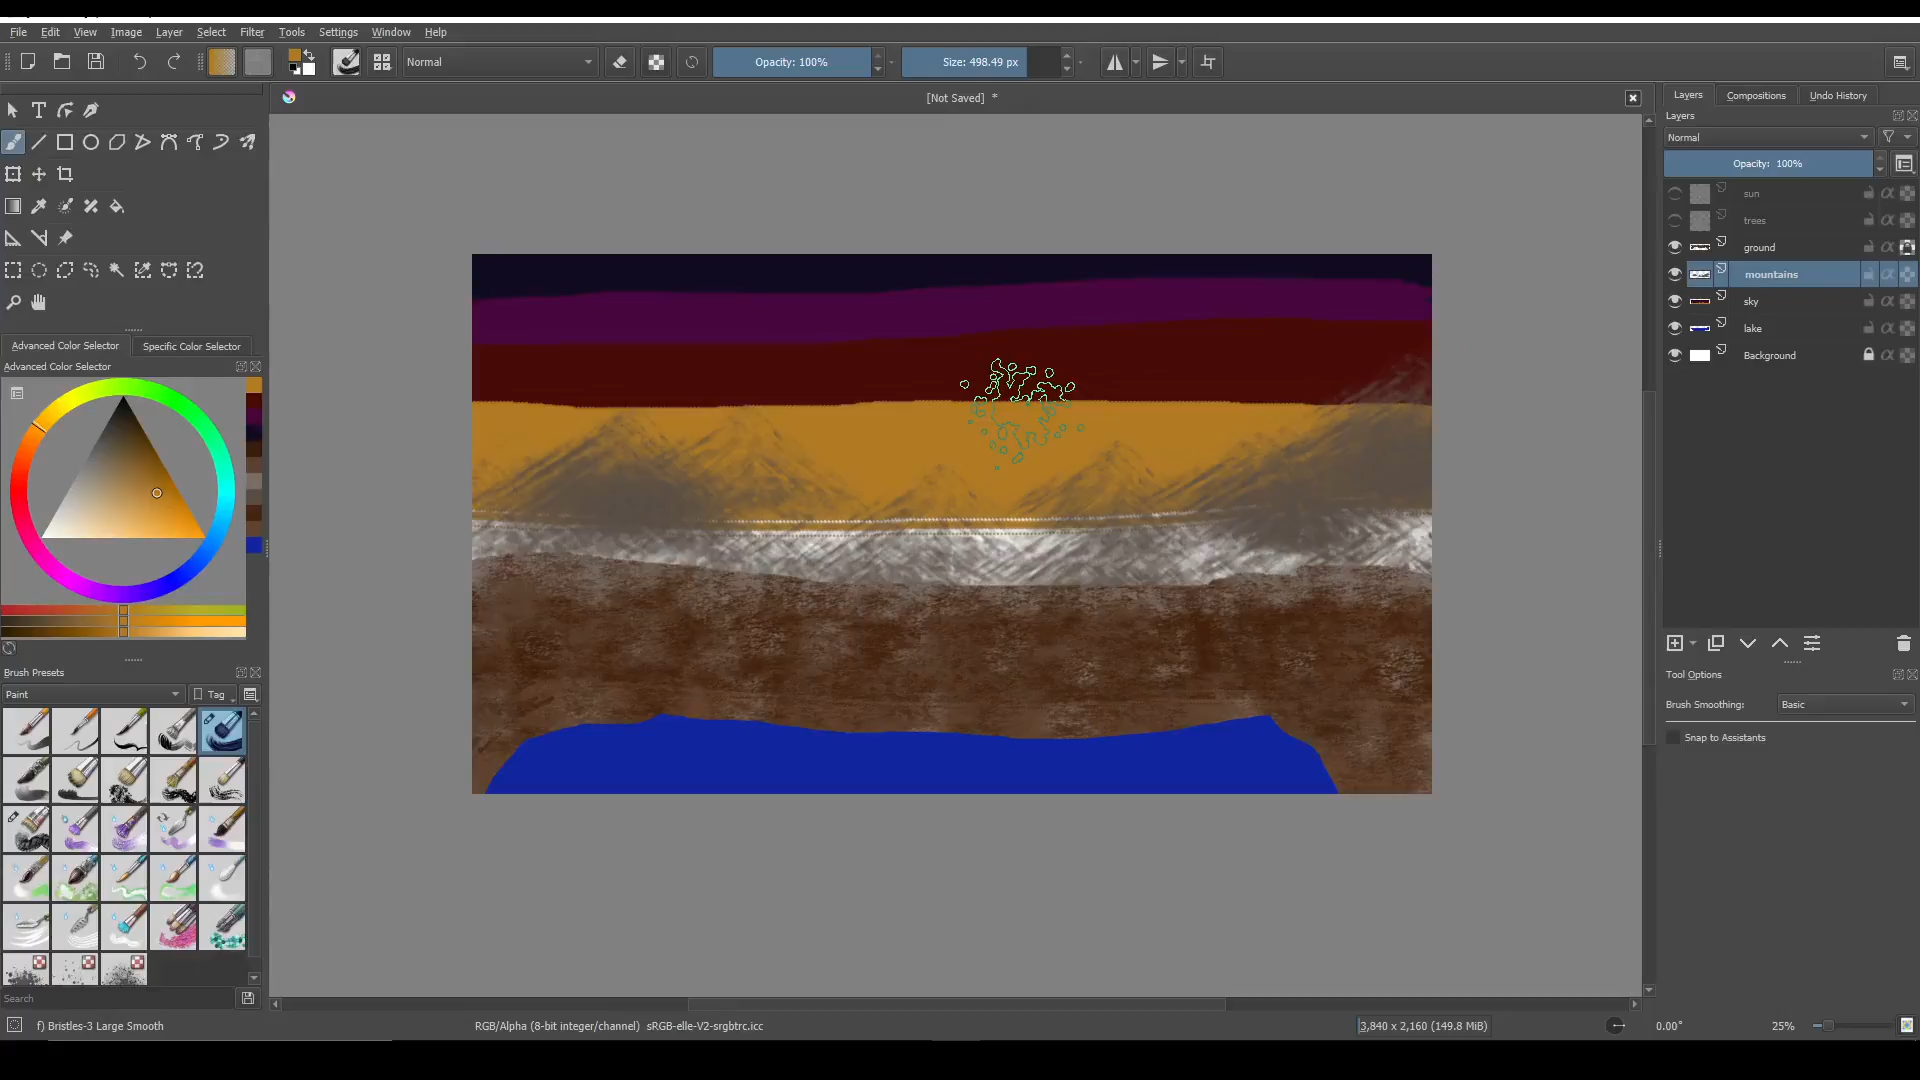 File Edit View Image Layer Select Filter Tools Settings Window Help
Normal Opacity: 100% Size: 498.49 px
[Not Saved] *
Layers Compositions Undo History
Layers
Normal
Opacity: 100%
sun
trees
ground
mountains
sky
lake
Background
Advanced Color Selector Specific Color Selector
Advanced Color Selector
Brush Presets
Paint Tag
Search
Tool Options
Brush Smoothing: Basic
Snap to Assistants
f) Bristles-3 Large Smooth RGB/Alpha (8-bit integer/channel) sRGB-elle-V2-srgbtrc.icc 3,840 x 2,160 (149.8 MiB) 0.00° 25%